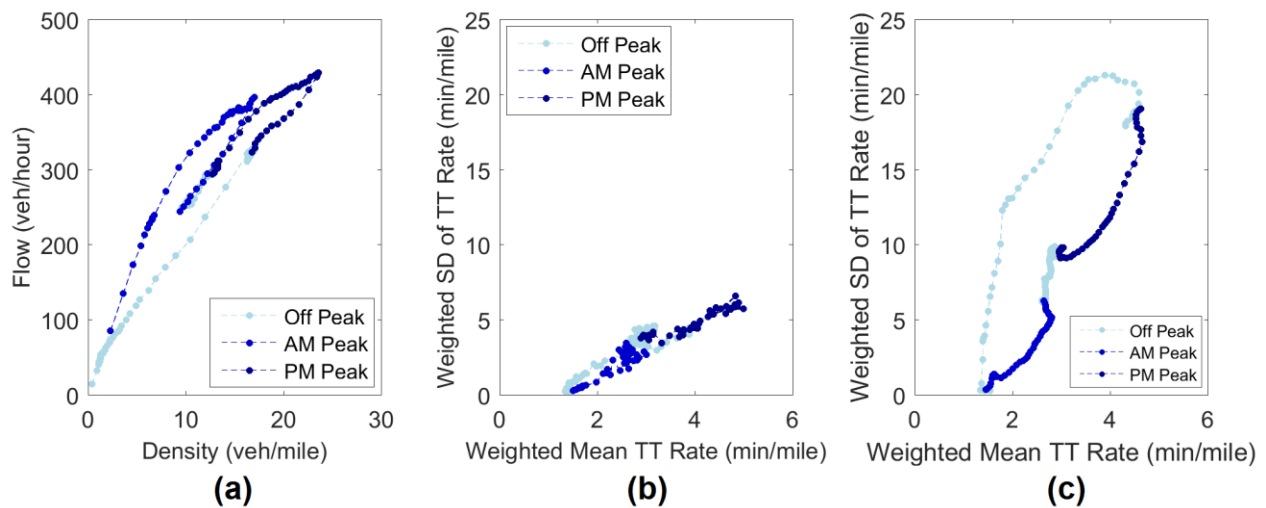 500
400
300
200
100
0
0
10
20
30
Flow (veh/hour)
Density (veh/mile)
Off Peak
AM Peak
PM Peak
(a)
25
20
15
10
5
0
0
2
4
6
Weighted SD of TT Rate (min/mile)
Weighted Mean TT Rate (min/mile)
Off Peak
AM Peak
PM Peak
(b)
25
20
15
10
5
0
0
2
4
6
Weighted SD of TT Rate (min/mile)
Weighted Mean TT Rate (min/mile)
Off Peak
AM Peak
PM Peak
(c)